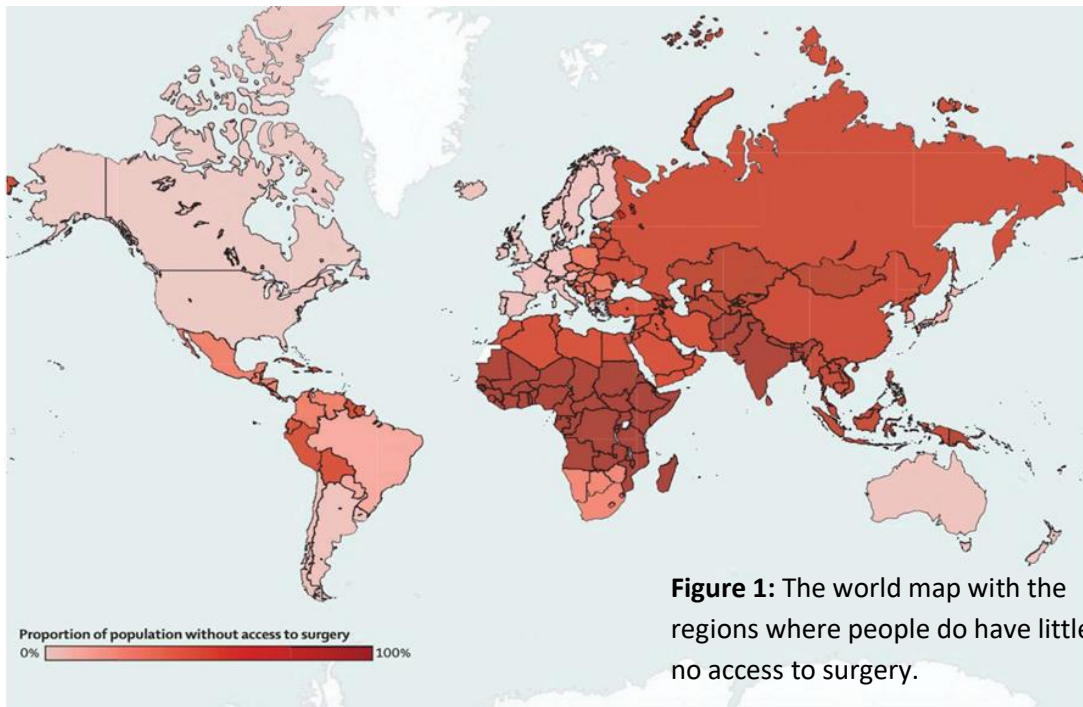 Proportion of population without access to surgery
0% 100%
Figure 1: The world map with the
regions where people do have little
no access to surgery.